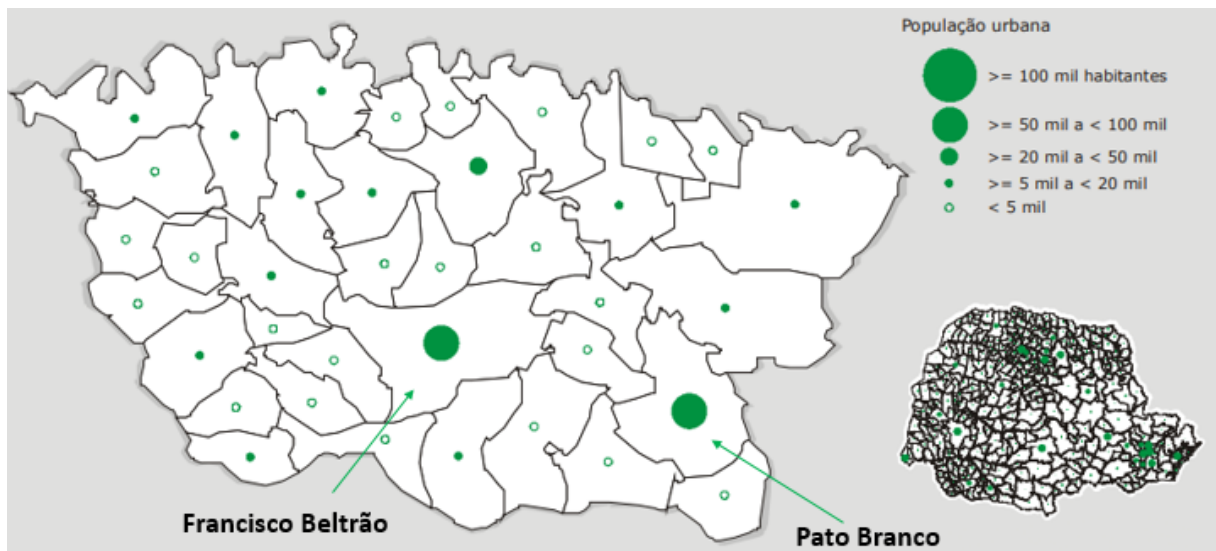 População urbana
>= 100 mil habitantes
>= 50 mil a < 100 mil
>= 20 mil a < 50 mil
>= 5 mil a < 20 mil
< 5 mil
Francisco Beltrão
Pato Branco